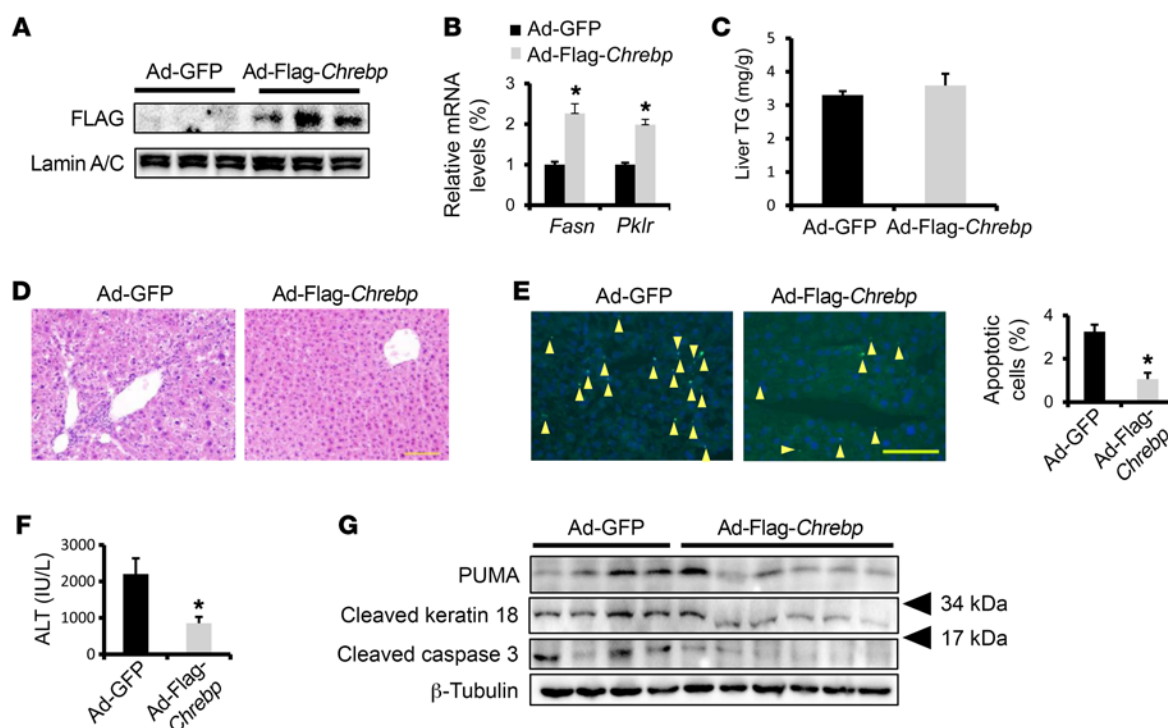 A
Ad-GFP Ad-Flag-Chrebp
FLAG
Lamin A/C
B
Ad-GFP
Ad-Flag-Chrebp
Relative mRNA
levels (%)
3
2
1
0
* *
Fasn Pklr
C
Liver TG (mg/g)
5
4
3
2
1
0
Ad-GFP Ad-Flag-Chrebp
D
Ad-GFP Ad-Flag-Chrebp
E
Ad-GFP Ad-Flag-Chrebp
Apoptotic
cells (%)
4
2
0
*
Ad-GFP
Ad-Flag-
Chrebp
F
ALT (IU/L)
3000
2000
1000
0
*
Ad-GFP
Ad-Flag-
Chrebp
G
Ad-GFP Ad-Flag-Chrebp
PUMA
Cleaved keratin 18
34 kDa
17 kDa
Cleaved caspase 3
β-Tubulin